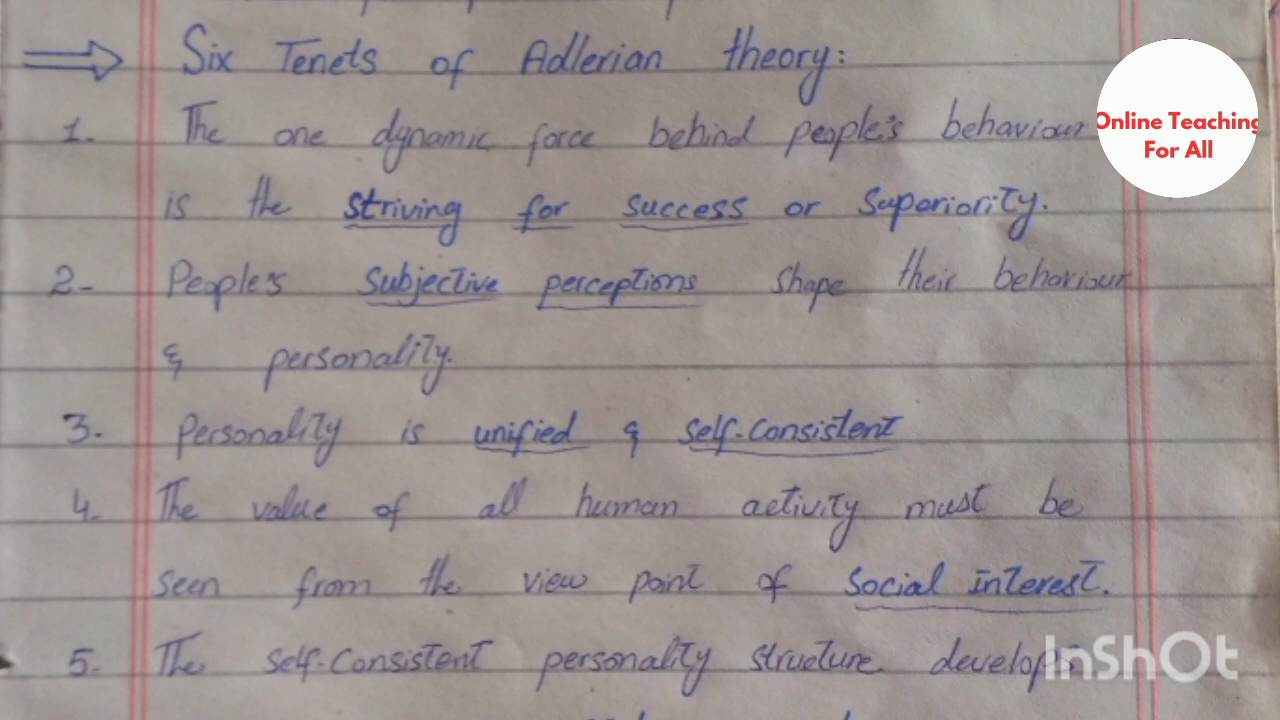 ⇒ Six Tenets of Adlerian theory:
1. The one dynamic force behind people's behaviour
is the striving for success or Superiority.
2- People's subjective perceptions shape their behaviour
& personality.
3. Personality is unified & self-consistent
4. The value of all human activity must be
seen from the view point of social interest.
5. The self-consistent personality structure develops
Online Teaching
For All
InShOt